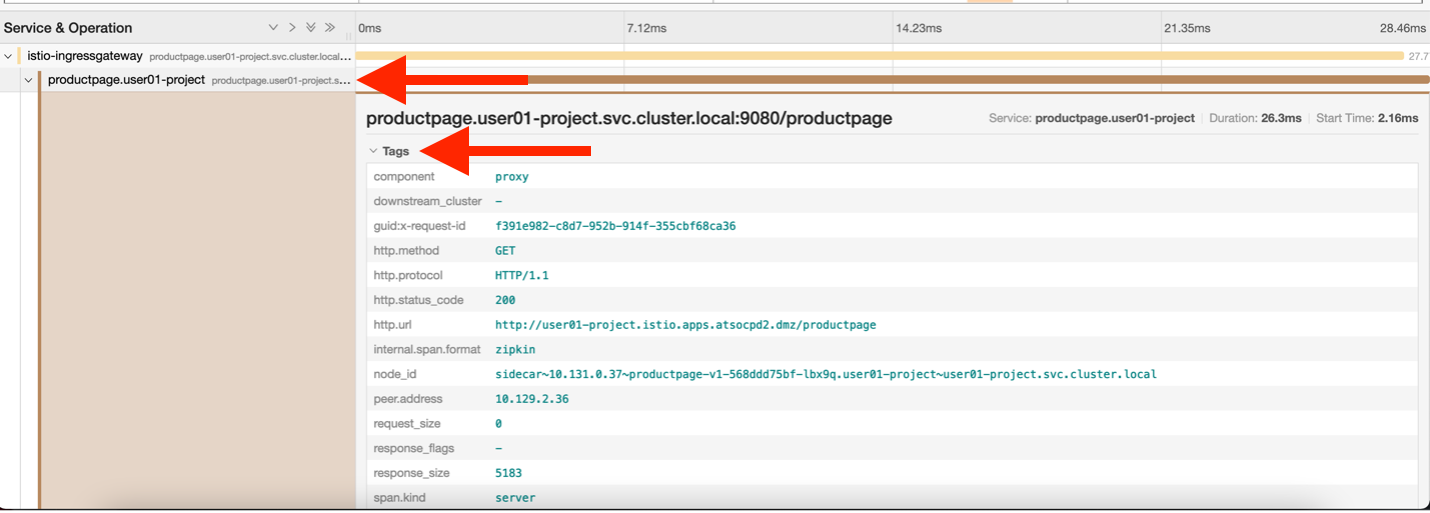 Service & Operation 0ms 7.12ms 14.23ms 21.35ms 28.46ms
istio-ingressgateway productpage.user01-project.svc.cluster.local... 27.7
productpage.user01-project productpage.user01-project.s...
productpage.user01-project.svc.cluster.local:9080/productpage Service: productpage.user01-project Duration: 26.3ms Start Time: 2.16ms
Tags
component proxy
downstream_cluster -
guid:x-request-id f391e982-c8d7-952b-914f-355cbf68ca36
http.method GET
http.protocol HTTP/1.1
http.status_code 200
http.url http://user01-project.istio.apps.atsocpd2.dmz/productpage
internal.span.format zipkin
node_id sidecar~10.131.0.37~productpage-v1-568ddd75bf-lbx9q.user01-project~user01-project.svc.cluster.local
peer.address 10.129.2.36
request_size 0
response_flags -
response_size 5183
span.kind server